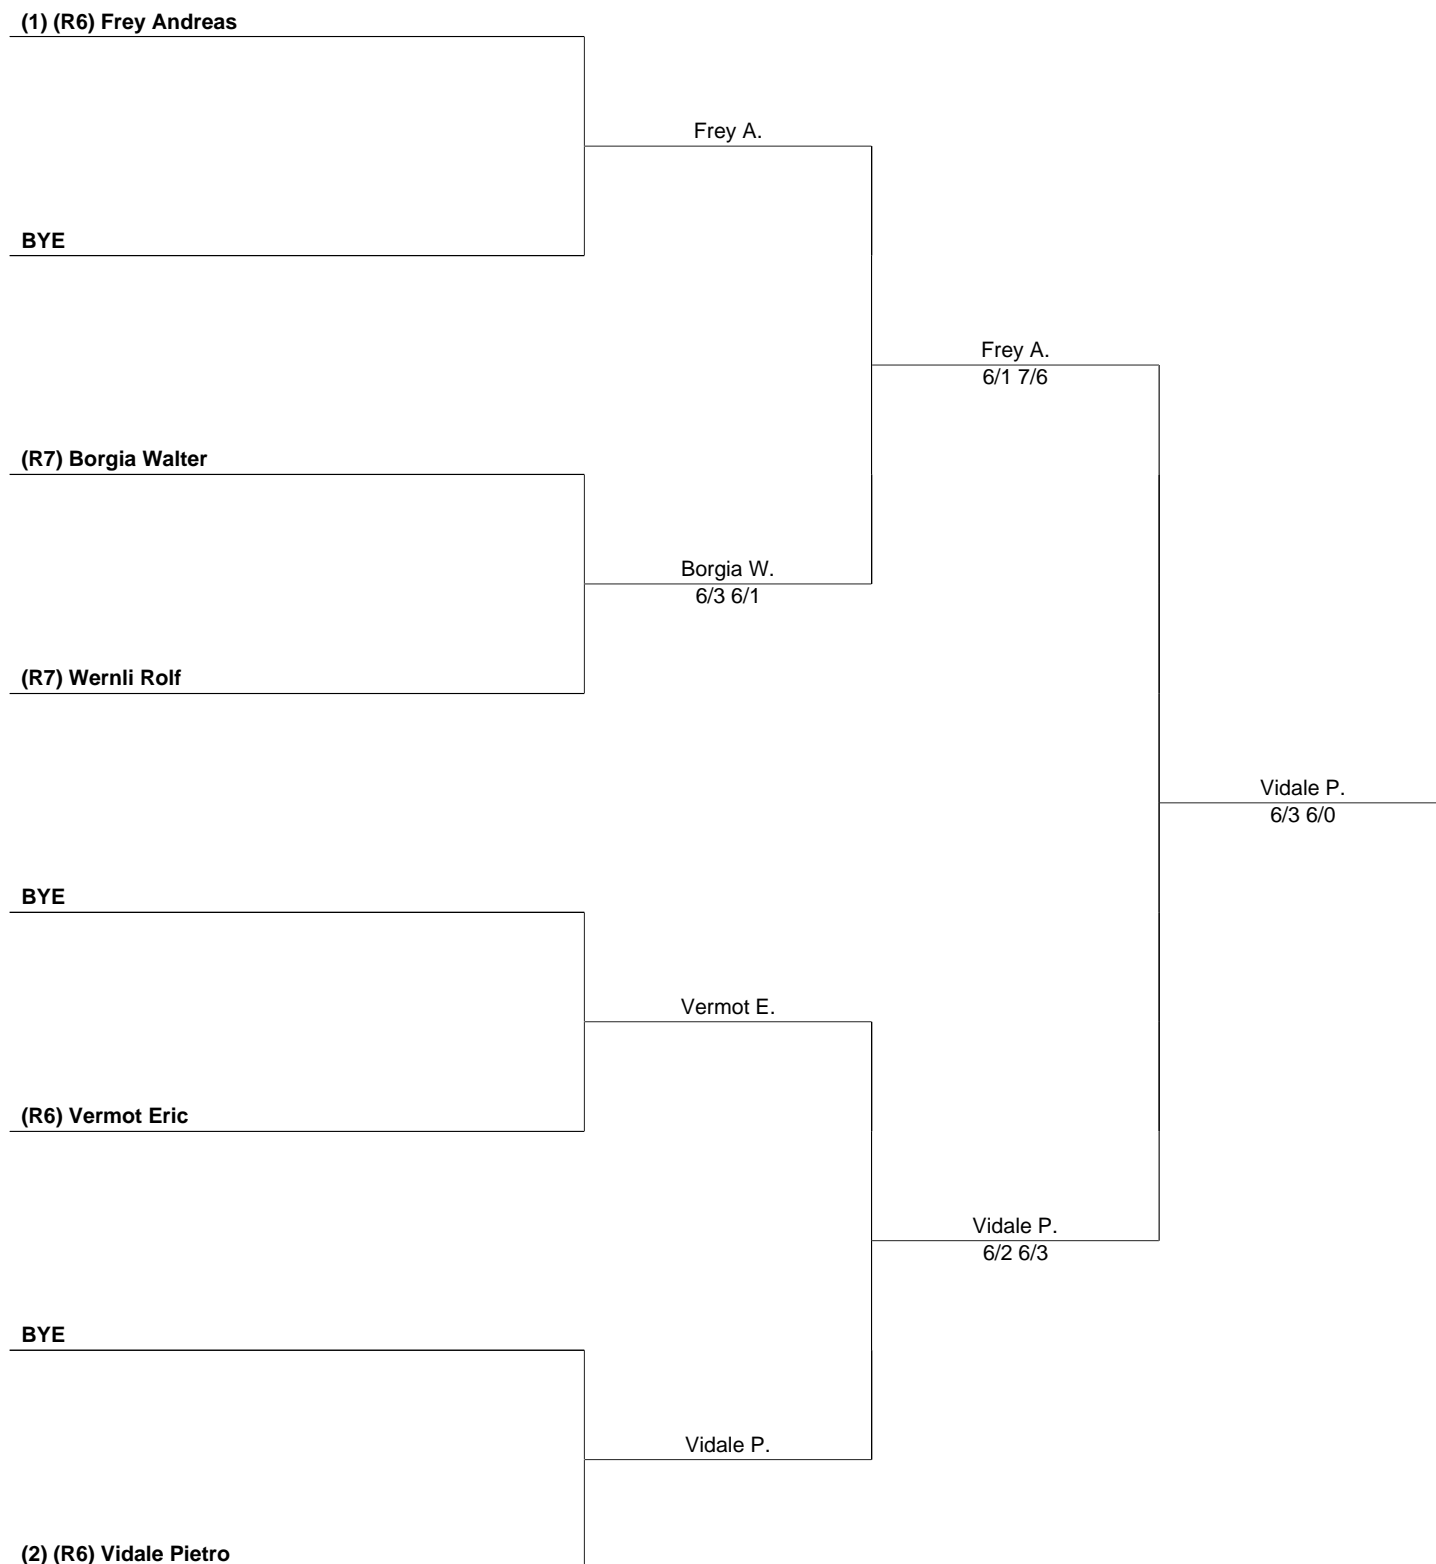 (1) (R6) Frey Andreas
Frey A.
BYE
Frey A.
6/1 7/6
(R7) Borgia Walter
Borgia W.
6/3 6/1
(R7) Wernli Rolf
Vidale P.
6/3 6/0
BYE
Vermot E.
(R6) Vermot Eric
Vidale P.
6/2 6/3
BYE
Vidale P.
(2) (R6) Vidale Pietro